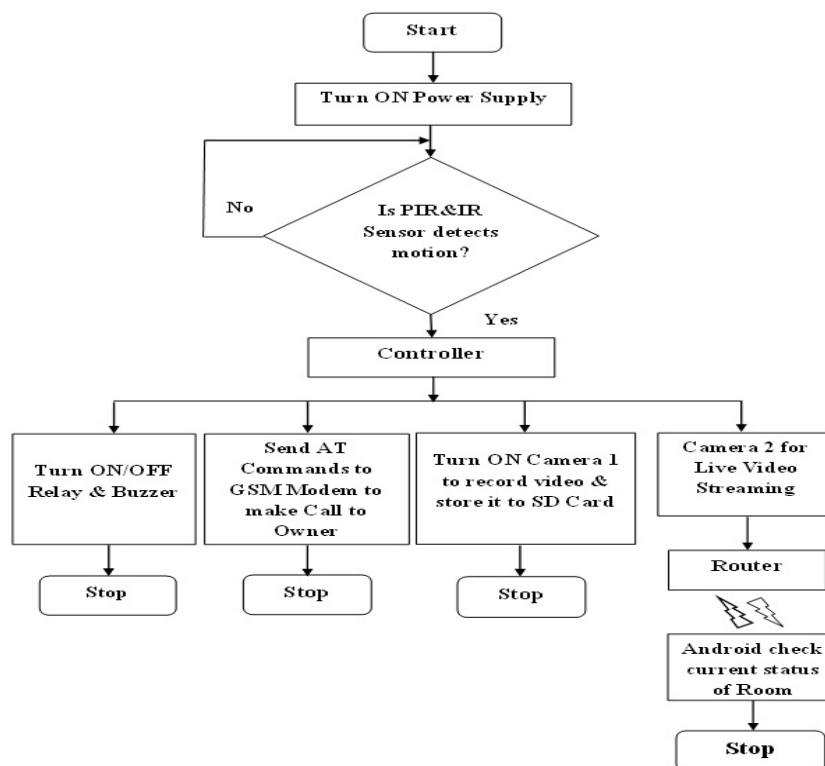 Start
Turn ON Power Supply
No
Is PIR&IR
Sensor detects
motion?
Yes
Controller
Turn ON/OFF
Relay & Buzzer
Stop
Send AT
Commands to
GSM Modem to
make Call to
Owner
Stop
Turn ON Camera 1
to record video &
store it to SD Card
Stop
Camera 2 for
Live Video
Streaming
Router
Android check
current status
of Room
Stop